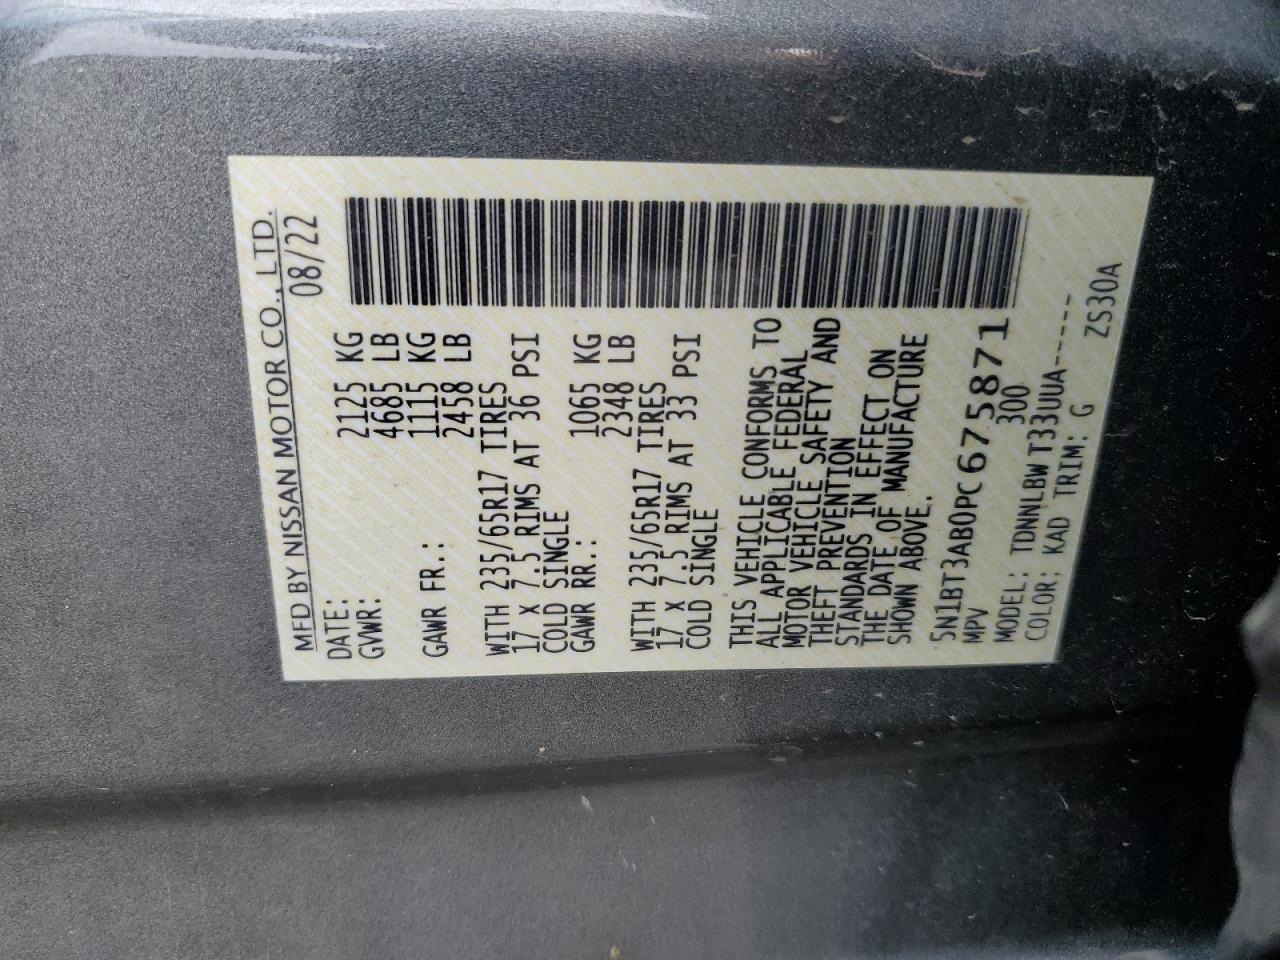 MFD BY NISSAN MOTOR CO., LTD.
DATE: 08/22
GVWR: 2125 KG
4685 LB
GAWR FR.: 1115 KG
2458 LB
WITH 235/65R17 TIRES
17 X 7.5 RIMS AT 36 PSI
COLD SINGLE
GAWR RR.: 1065 KG
2348 LB
WITH 235/65R17 TIRES
17 X 7.5 RIMS AT 33 PSI
COLD SINGLE
THIS VEHICLE CONFORMS TO
ALL APPLICABLE FEDERAL
MOTOR VEHICLE SAFETY AND
THEFT PREVENTION
STANDARDS IN EFFECT ON
THE DATE OF MANUFACTURE
SHOWN ABOVE.
5N1BT3AB0PC675871
MPV 300
MODEL: TDNNLBWT33UUA-----
COLOR: KAD TRIM: G ZS30A